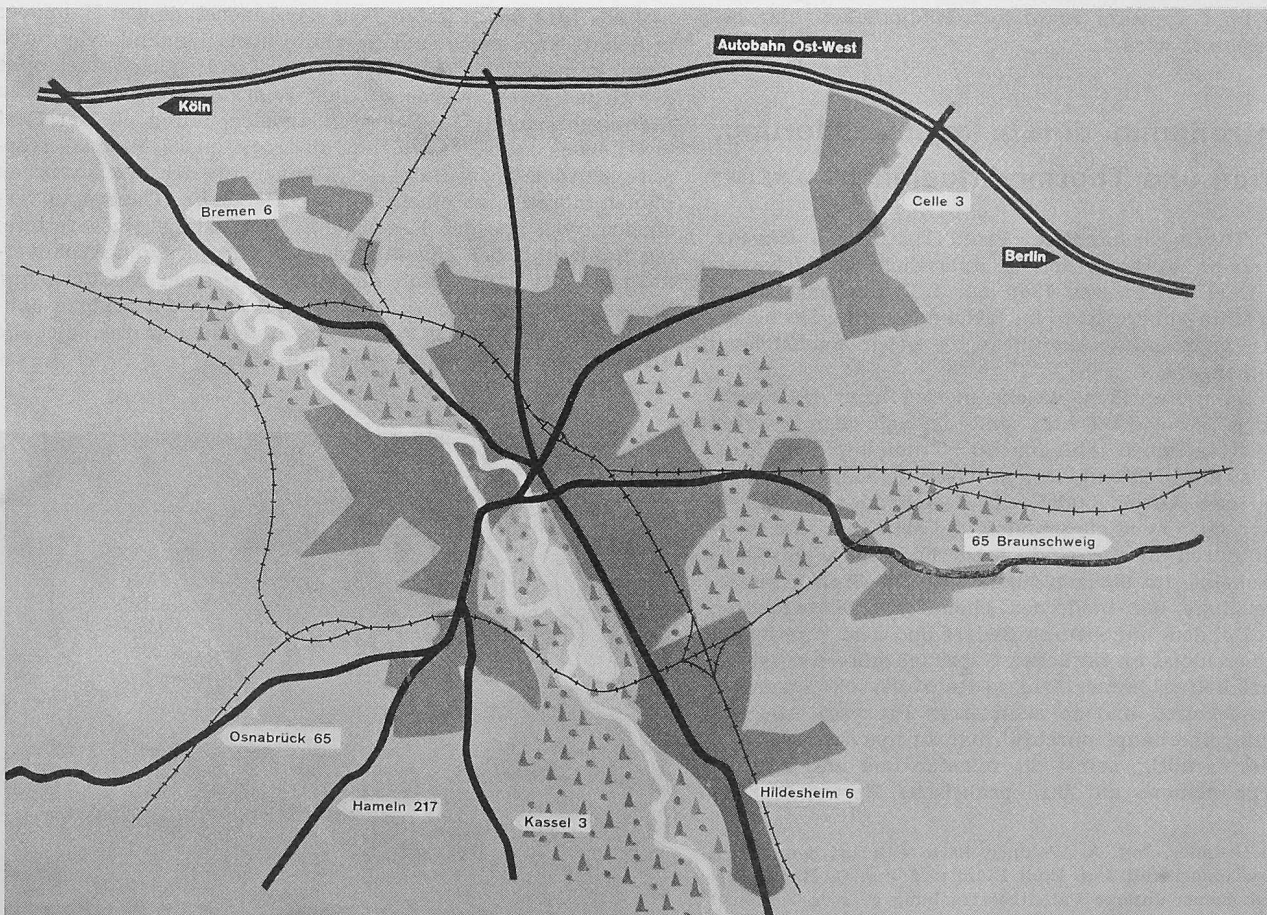 Autobahn Ost-West
Köln
Bremen 6
Celle 3
Berlin
65 Braunschweig
Osnabrück 65
Hameln 217
Kassel 3
Hildesheim 6